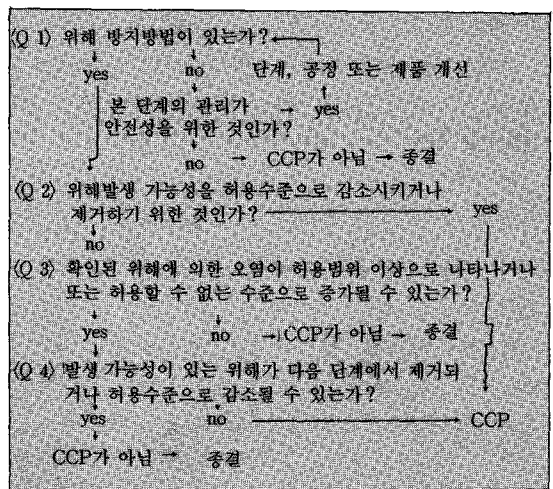 〈Q 1〉 위해 방치방법이 있는가?
yes no 단계, 공정 또는 제품 개선
본 단계의 관리가 → yes
안전성을 위한 것인가?
no → CCP가 아님 → 종결
〈Q 2〉 위해발생 가능성을 허용수준으로 감소시키거나
제거하기 위한 것인가? yes
no
〈Q 3〉 확인된 위해에 의한 오염이 허용범위 이상으로 나타나거나
또는 허용할 수 없는 수준으로 증가될 수 있는가?
yes no → CCP가 아님 → 종결
〈Q 4〉 발생 가능성이 있는 위해가 다음 단계에서 제거되
거나 허용수준으로 감소될 수 있는가?
yes no → CCP
CCP가 아님 → 종결